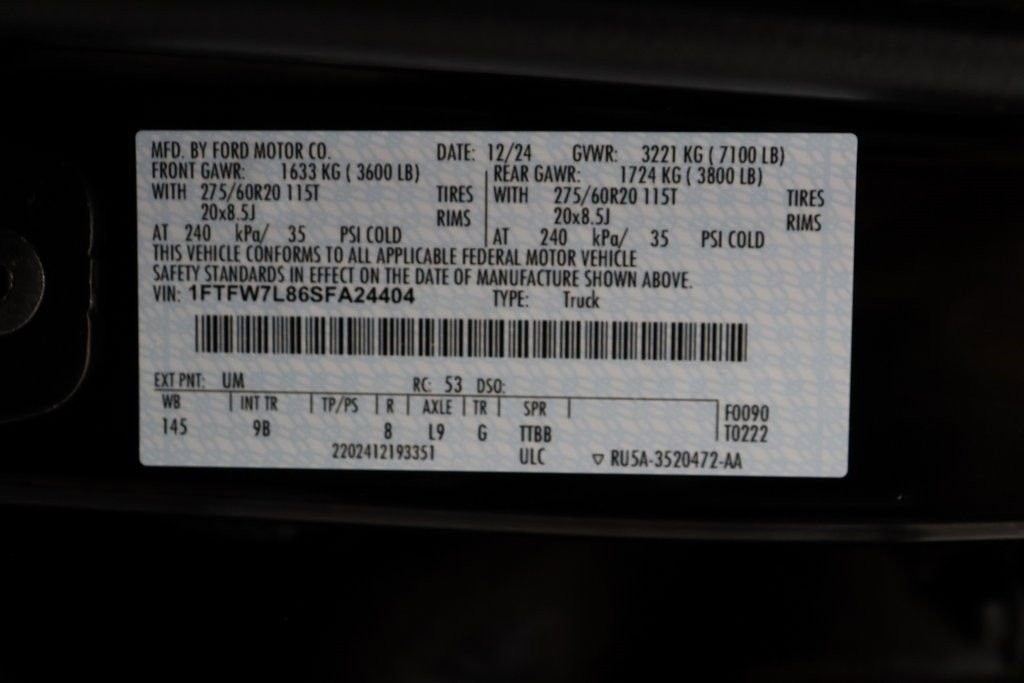 MFD. BY FORD MOTOR CO. DATE: 12/24 GVWR: 3221 KG ( 7100 LB)
FRONT GAWR: 1633 KG ( 3600 LB) REAR GAWR: 1724 KG ( 3800 LB)
WITH 275/60R20 115T TIRES WITH 275/60R20 115T TIRES
20x8.5J RIMS 20x8.5J RIMS
AT 240 kPa/ 35 PSI COLD AT 240 kPa/ 35 PSI COLD
THIS VEHICLE CONFORMS TO ALL APPLICABLE FEDERAL MOTOR VEHICLE
SAFETY STANDARDS IN EFFECT ON THE DATE OF MANUFACTURE SHOWN ABOVE.
VIN: 1FTFW7L86SFA24404 TYPE: Truck
EXT PNT: UM RC: 53 DSO:
WB INT TR TP/PS R AXLE TR SPR F0090
145 9B 8 L9 G TTBB T0222
2202412193351 ULC ▽ RU5A-3520472-AA